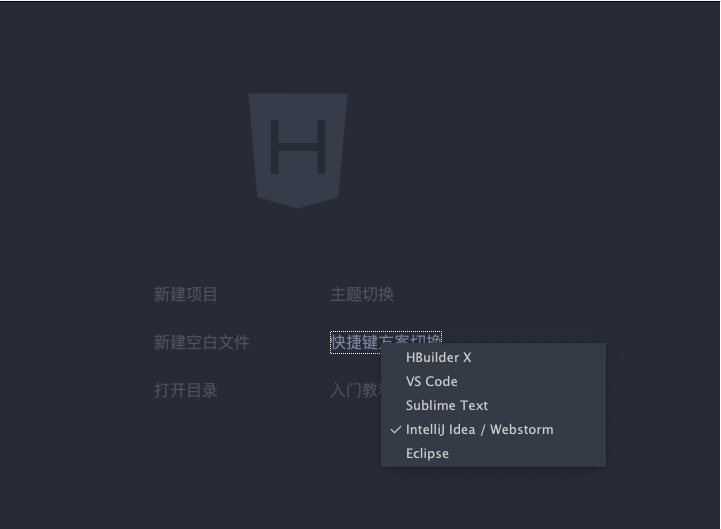 H
新建项目 主题切换
新建空白文件 快捷键方案切换
打开目录 入门教
HBuilder X
VS Code
Sublime Text
IntelliJ Idea / Webstorm
Eclipse